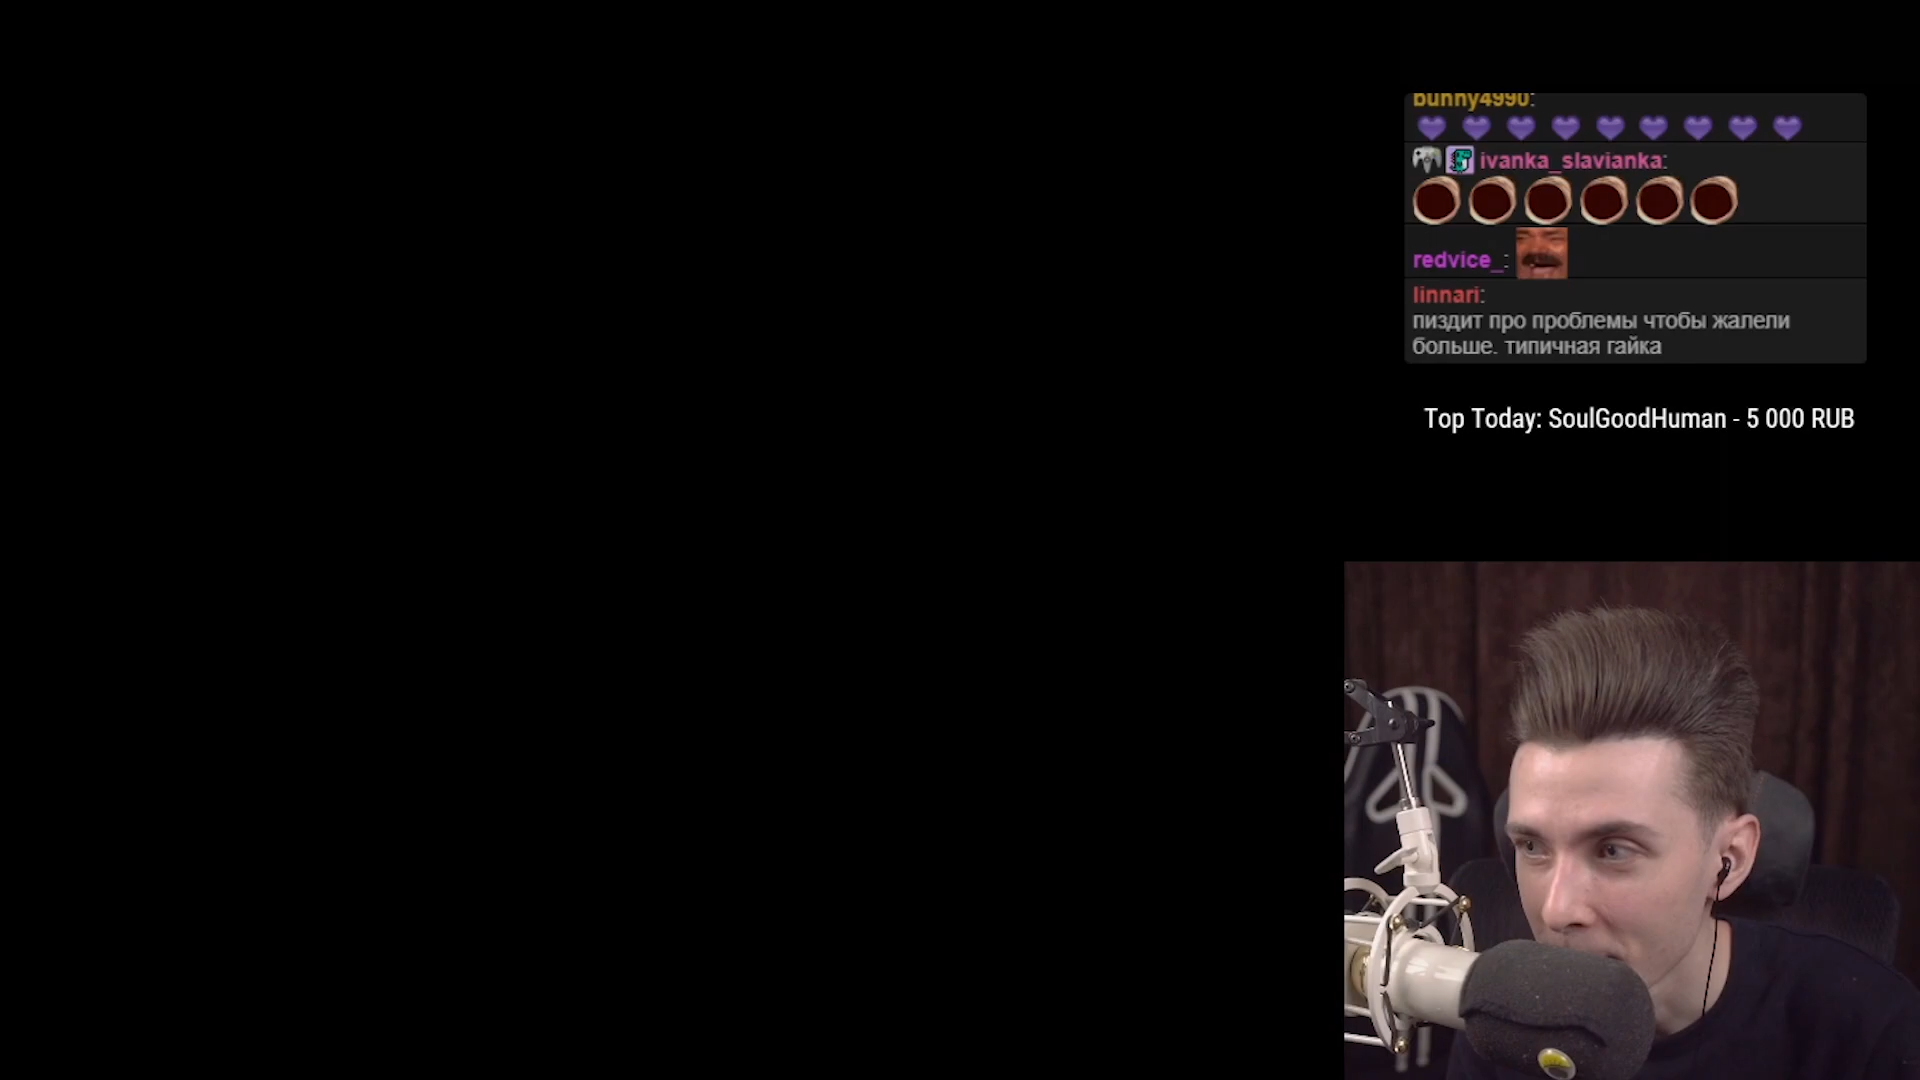 bunny4990:
ivanka_slavianka:
redvice_:
linnari:
пиздит про проблемы чтобы жалели
больше. типичная гайка
Top Today: SoulGoodHuman - 5 000 RUB